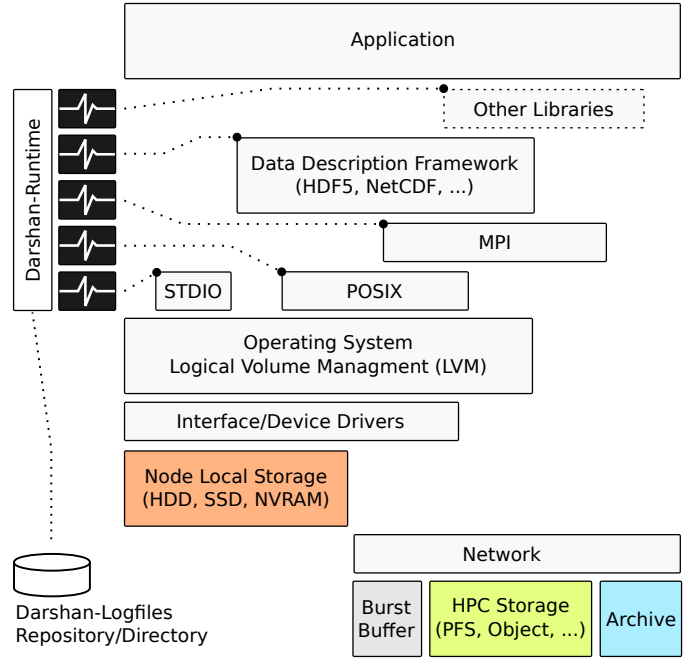 Application
Darshan-Runtime
Other Libraries
Data Description Framework
(HDF5, NetCDF, ...)
MPI
STDIO
POSIX
Operating System
Logical Volume Managment (LVM)
Interface/Device Drivers
Node Local Storage
(HDD, SSD, NVRAM)
Network
Burst
Buffer
HPC Storage
(PFS, Object, ...)
Archive
Darshan-Logfiles
Repository/Directory